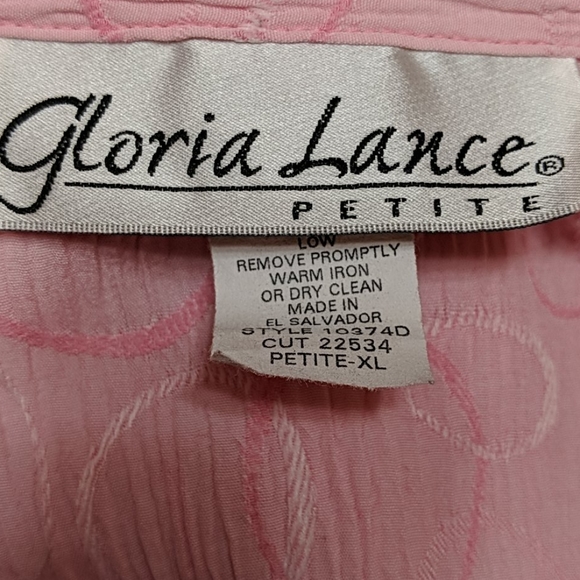 Gloria Lance®
PETITE
LOW
REMOVE PROMPTLY
WARM IRON
OR DRY CLEAN
MADE IN
EL SALVADOR
STYLE 10374D
CUT 22534
PETITE-XL